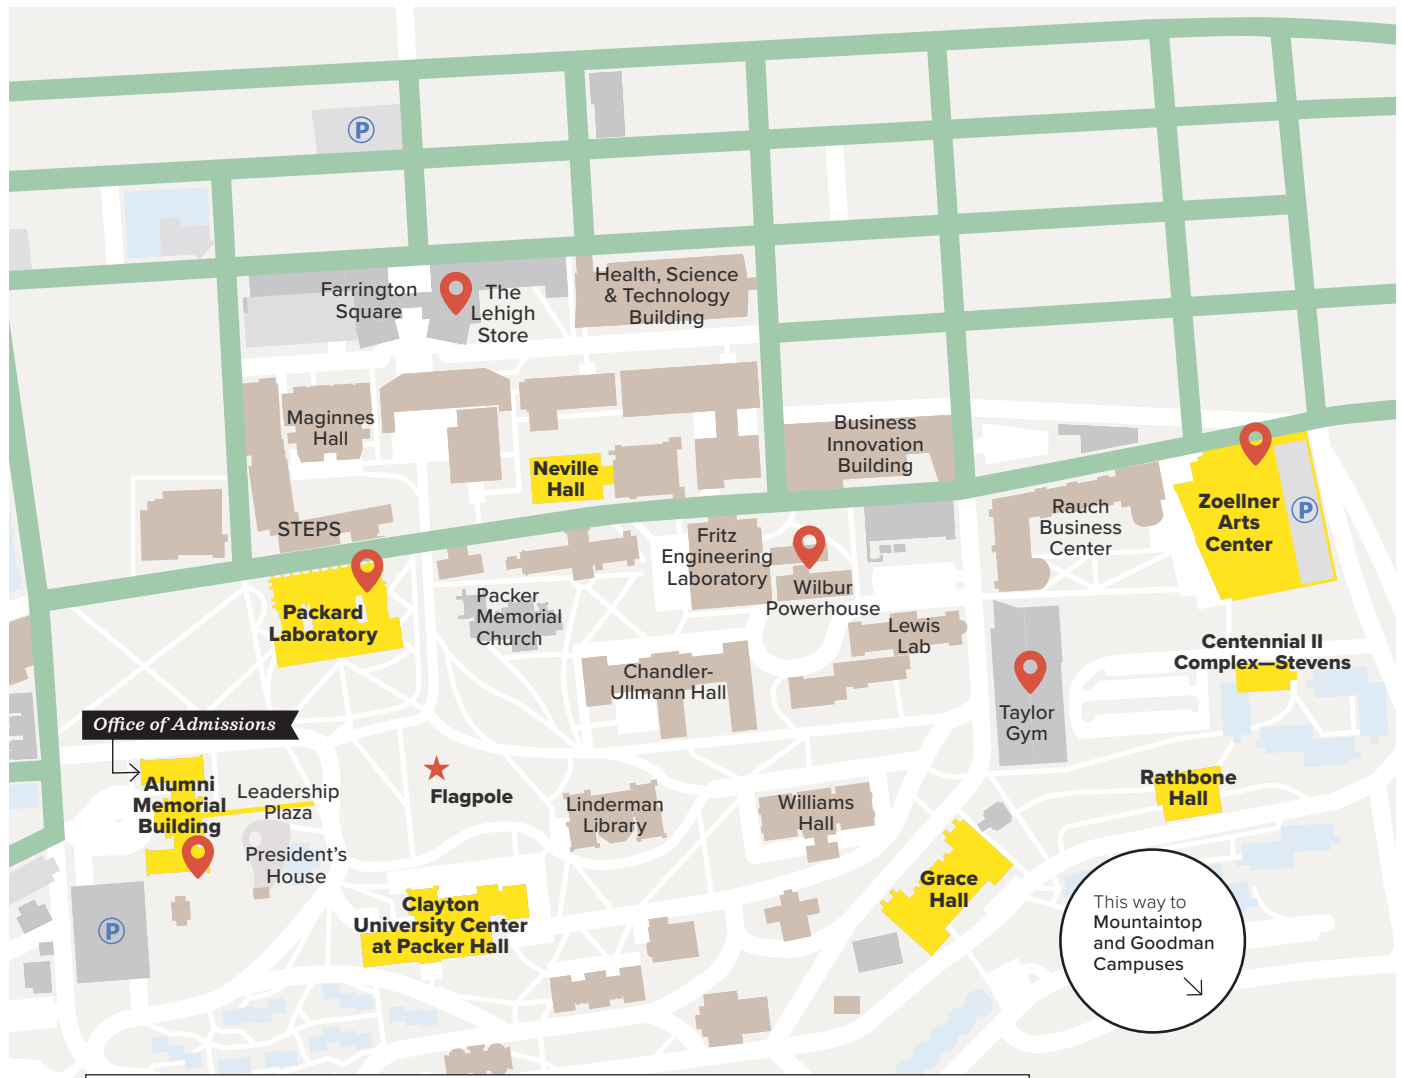 P
Farrington
Square
The
Lehigh
Store
Health, Science
& Technology
Building
Maginnes
Hall
Neville
Hall
Business
Innovation
Building
STEPS
Packard
Laboratory
Packer
Memorial
Church
Fritz
Engineering
Laboratory
Wilbur
Powerhouse
Rauch
Business
Center
Zoellner
Arts
Center
P
Lewis
Lab
Chandler-
Ullmann Hall
Centennial II
Complex—Stevens
Taylor
Gym
Office of Admissions
Alumni
Memorial
Building
Leadership
Plaza
President's
House
Flagpole
Linderman
Library
Williams
Hall
Rathbone
Hall
Grace
Hall
Clayton
University Center
at Packer Hall
P
This way to
Mountaintop
and Goodman
Campuses